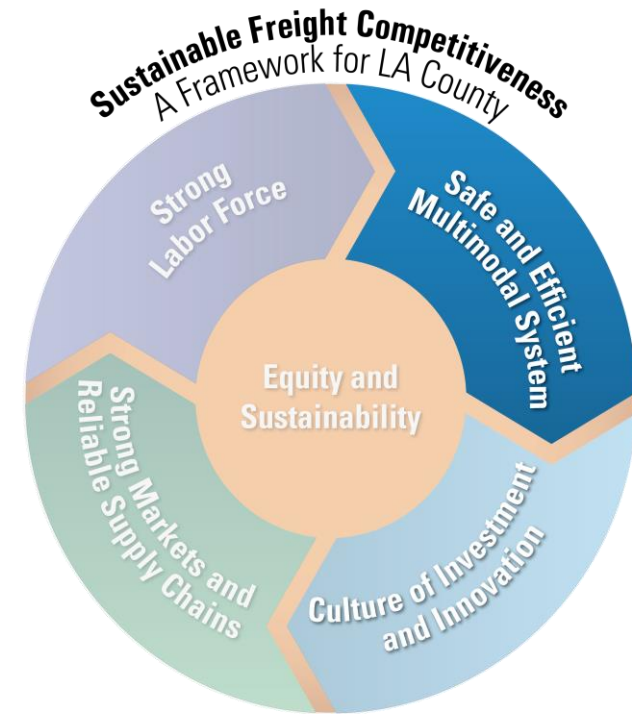 Sustainable Freight Competitiveness
A Framework for LA County
Strong
Labor Force
Safe and Efficient
Multimodal System
Equity and
Sustainability
Strong Markets and
Reliable Supply Chains
Culture of Investment
and Innovation